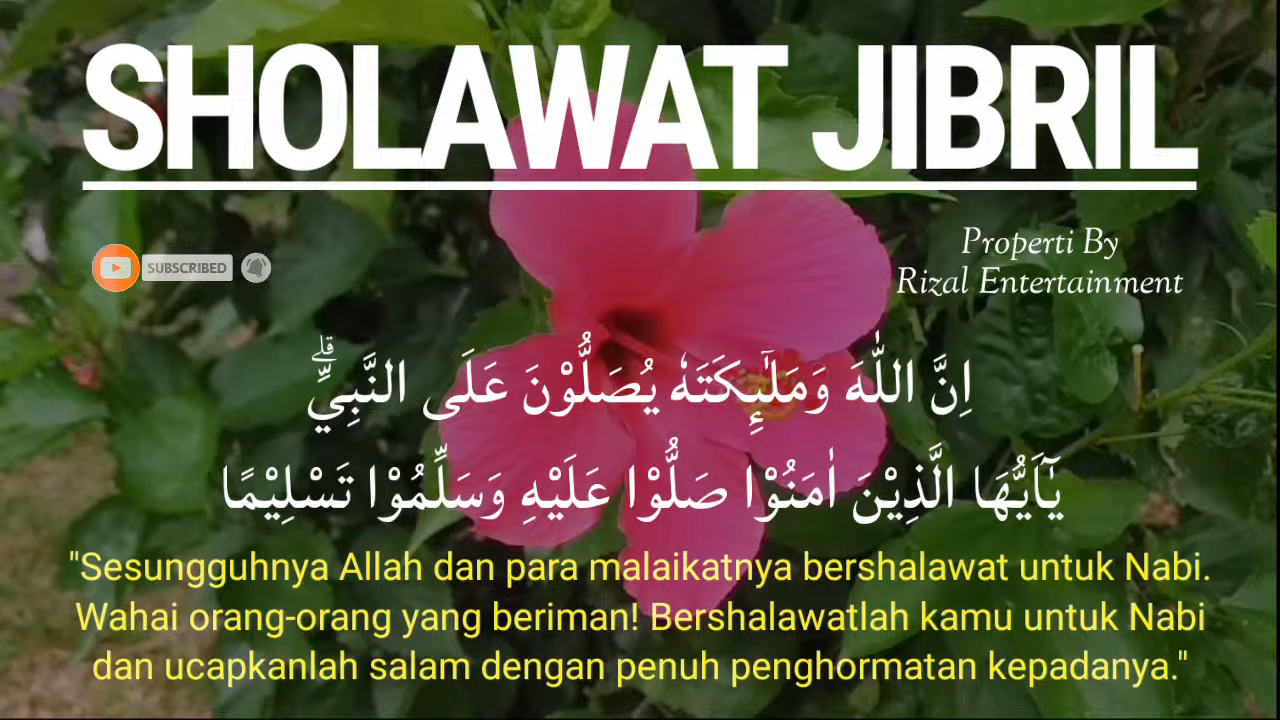 SHOLAWAT JIBRIL
SUBSCRIBED
Properti By
Rizal Entertainment
اِنَّ اللّٰهَ وَمَلٰۤىِٕكَتَهٗ يُصَلُّوْنَ عَلَى النَّبِيِّۗ
يٰٓاَيُّهَا الَّذِيْنَ اٰمَنُوْا صَلُّوْا عَلَيْهِ وَسَلِّمُوْا تَسْلِيْمًا
"Sesungguhnya Allah dan para malaikatnya bershalawat untuk Nabi.
Wahai orang-orang yang beriman! Bershalawatlah kamu untuk Nabi
dan ucapkanlah salam dengan penuh penghormatan kepadanya."